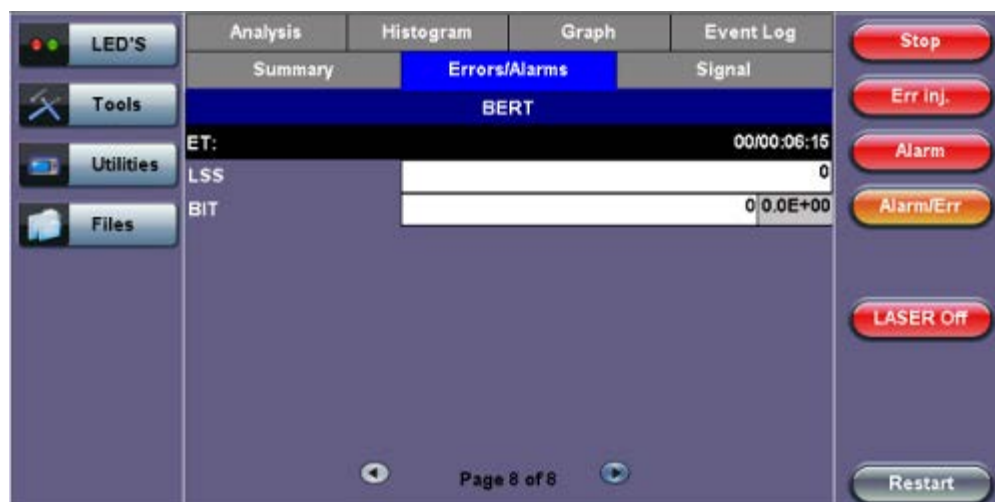 LED'S
Tools
Utilities
Files
Analysis Histogram Graph Event Log
Summary Errors/Alarms Signal
BERT
ET: 00/00:06:15
LSS 0
BIT 0 0.0E+00
Page 8 of 8
Stop
Err inj.
Alarm
Alarm/Err
LASER Off
Restart